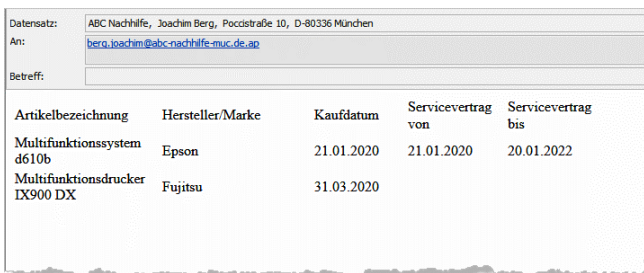 Datensatz: ABC Nachhilfe, Joachim Berg, Poccistraße 10, D-80336 München
An: berg.joachim@abc-nachhilfe-muc.de.ap
Betreff:
Artikelbezeichnung Hersteller/Marke Kaufdatum Servicevertrag von Servicevertrag bis
Multifunktionssystem d610b Epson 21.01.2020 21.01.2020 20.01.2022
Multifunktionsdrucker IX900 DX Fujitsu 31.03.2020